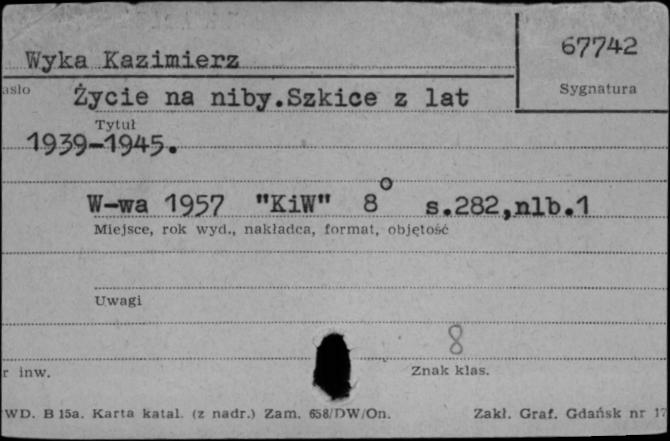 67742
Wyka Kazimierz
asło
Sygnatura
Życie na niby.Szkice z lat
Tytuł
1939-1945.
W-wa 1957 "KiW" 8° s.282,nlb.1
Miejsce, rok wyd., nakładca, format, objętość
Uwagi
8
r inw.
Znak klas.
WD. B 15a. Karta katal. (z nadr.) Zam. 658/DW/On.
Zakł. Graf. Gdańsk nr 17